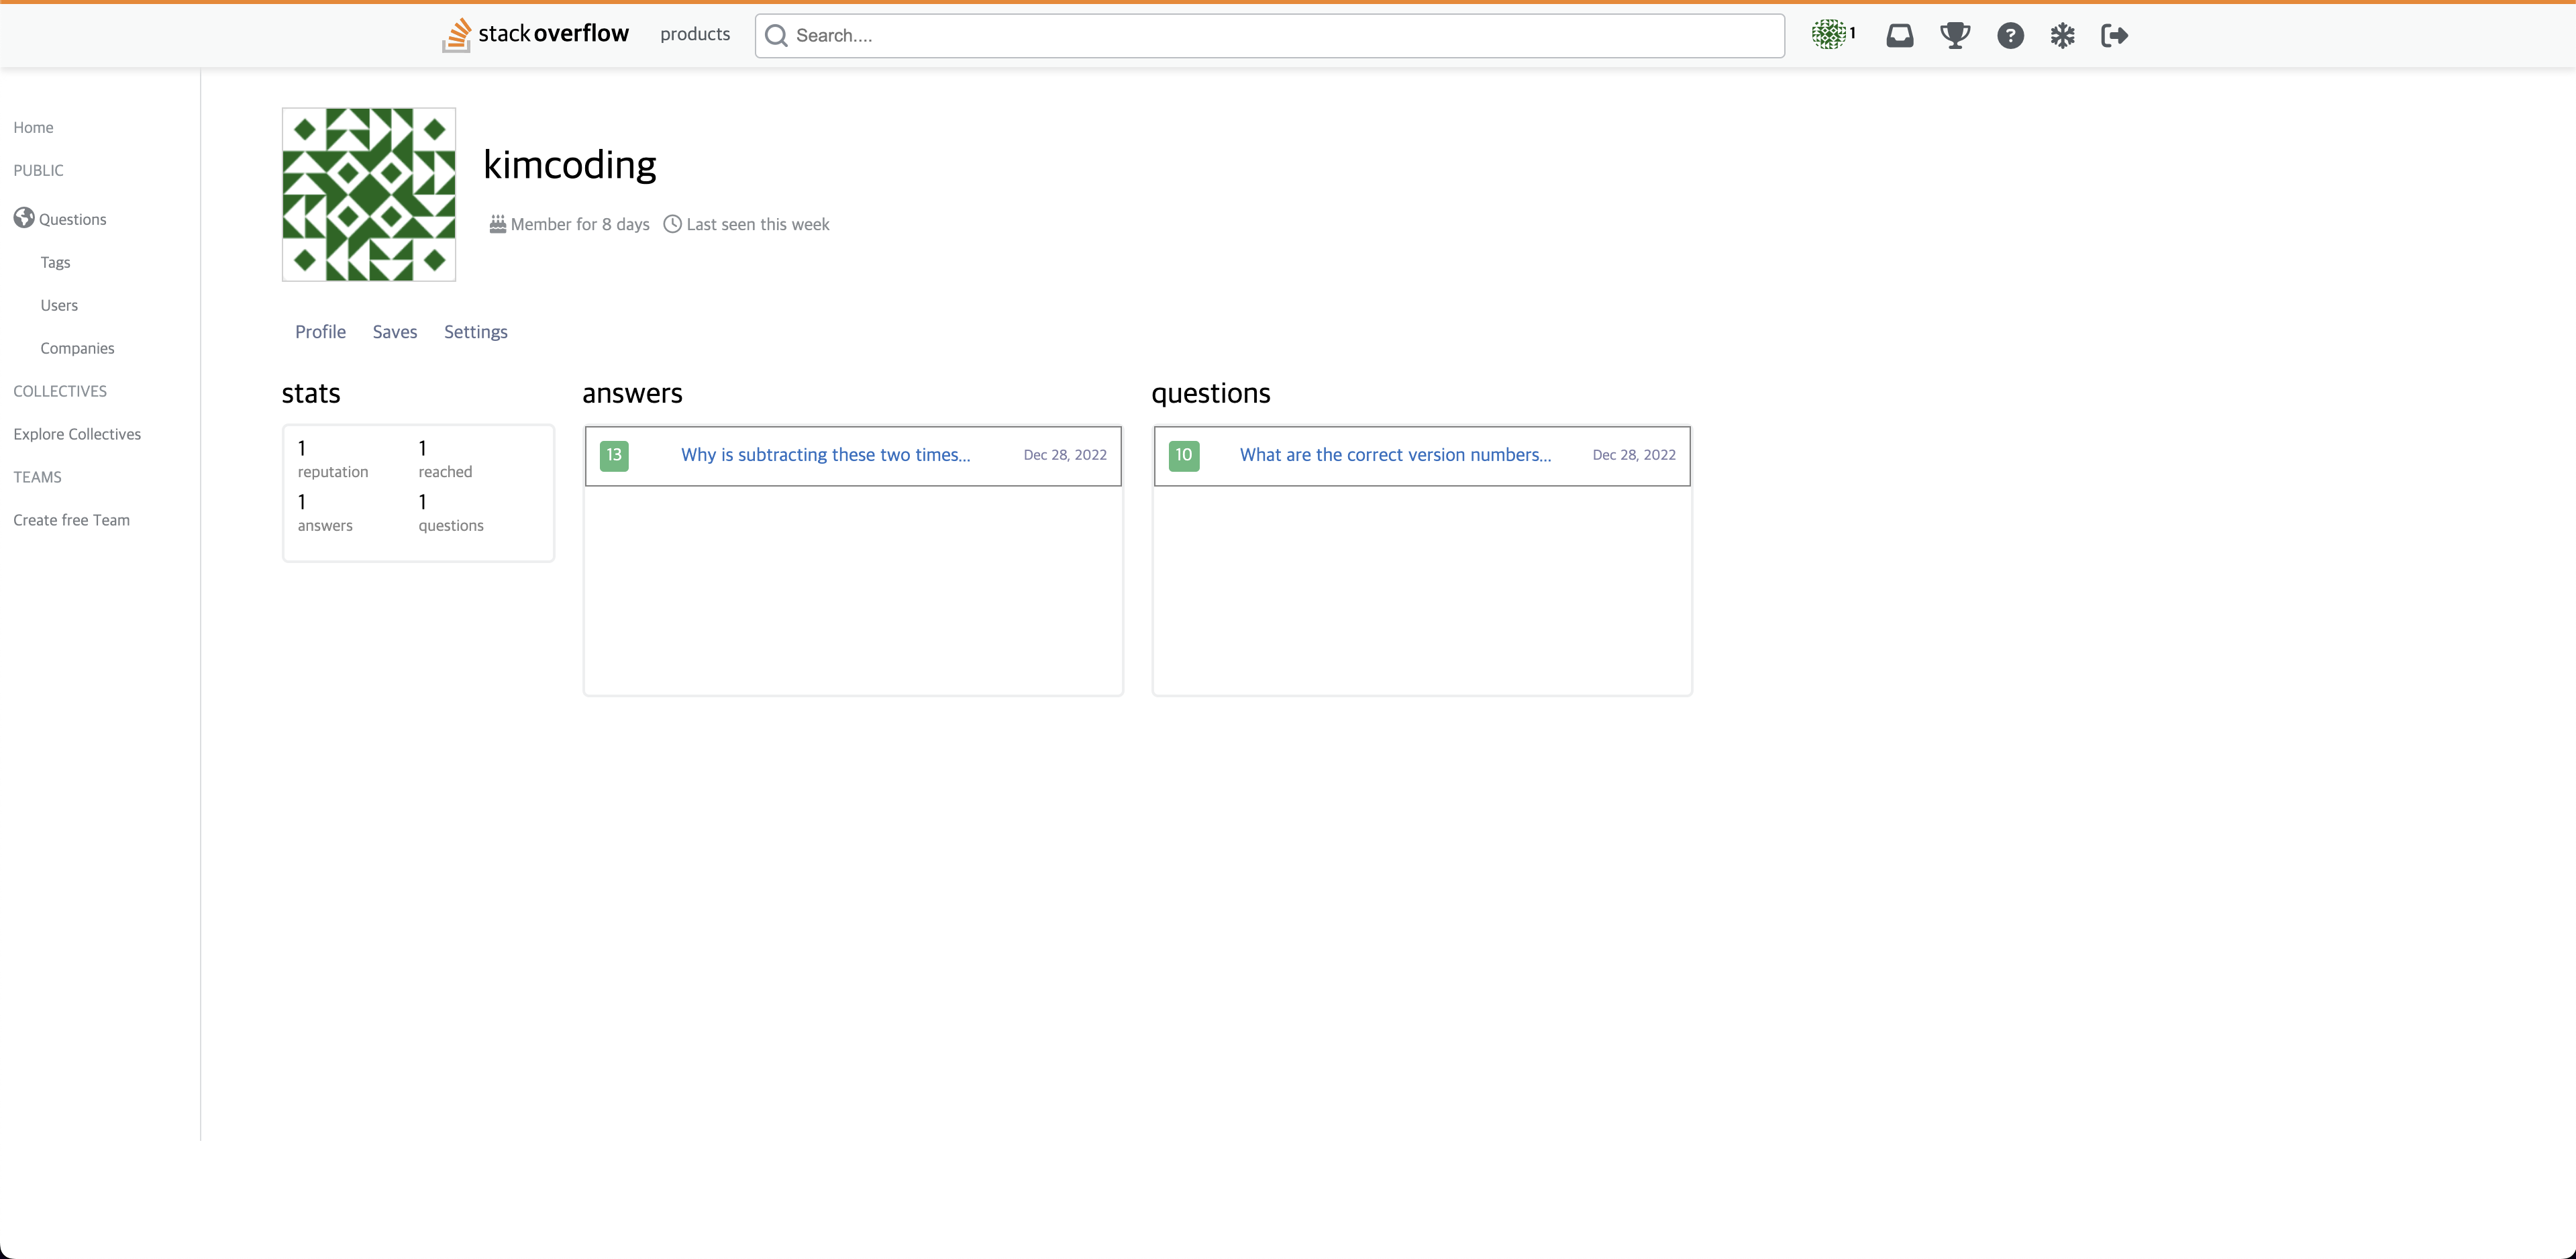 stack overflow products Search.... 1 ?
Home
PUBLIC
Questions
Tags
Users
Companies
COLLECTIVES
Explore Collectives
TEAMS
Create free Team
kimcoding
Member for 8 days Last seen this week
Profile Saves Settings
stats
1 1
reputation reached
1 1
answers questions
answers
13 Why is subtracting these two times... Dec 28, 2022
questions
10 What are the correct version numbers... Dec 28, 2022